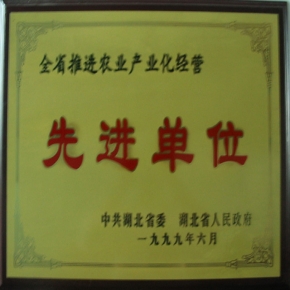 全省推进农业产业化经营
先进单位
中共湖北省委 湖北省人民政府
一九九九年六月